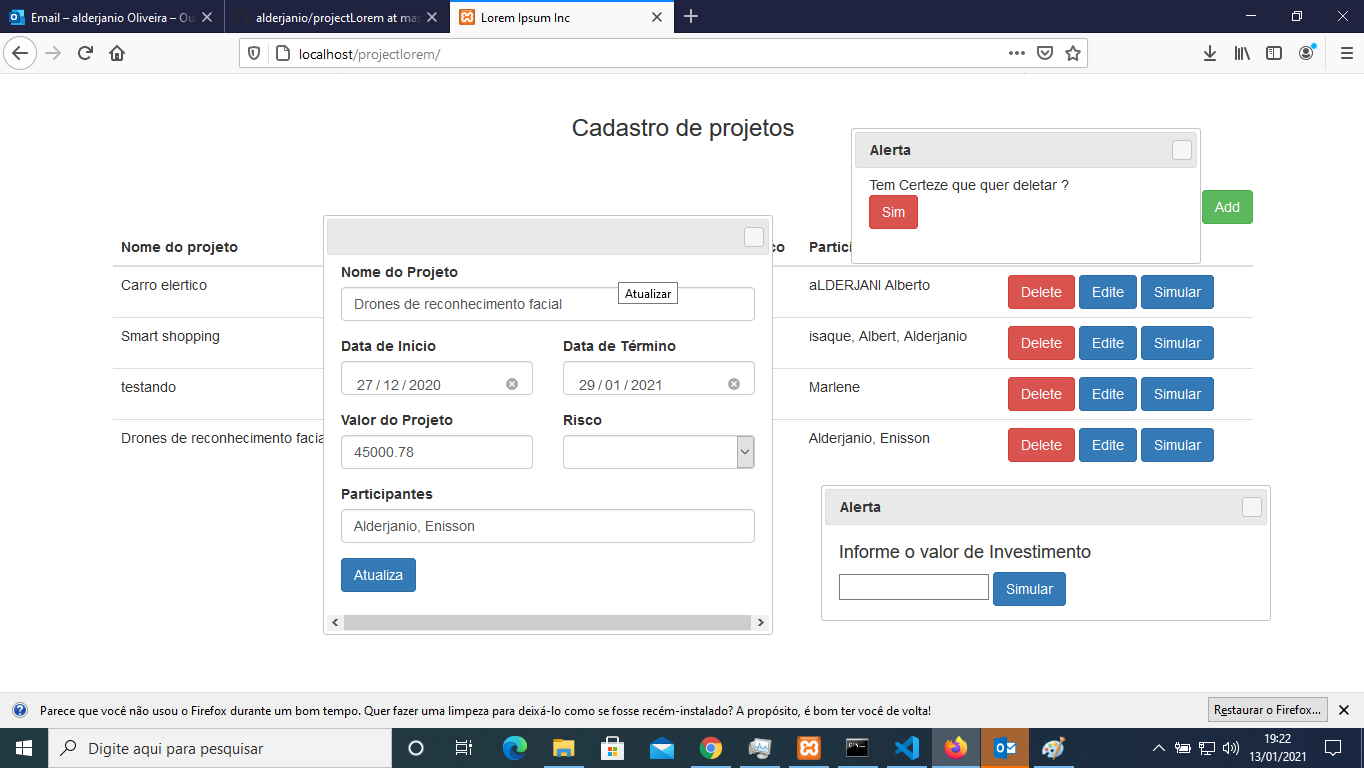 Email – alderjanio Oliveira – Ou
alderjanio/projectLorem at mas
Lorem Ipsum Inc
localhost/projectlorem/
Cadastro de projetos
Alerta
Tem Certeze que quer deletar ?
Sim
Add
Nome do projeto
co
Partici
Carro elertico
aLDERJANI Alberto
Delete Edite Simular
Smart shopping
isaque, Albert, Alderjanio
Delete Edite Simular
testando
Marlene
Delete Edite Simular
Drones de reconhecimento facia
Alderjanio, Enisson
Delete Edite Simular
Nome do Projeto
Atualizar
Drones de reconhecimento facial
Data de Início
Data de Término
27 / 12 / 2020
29 / 01 / 2021
Valor do Projeto
Risco
45000.78
Participantes
Alderjanio, Enisson
Atualiza
Alerta
Informe o valor de Investimento
Simular
Parece que você não usou o Firefox durante um bom tempo. Quer fazer uma limpeza para deixá-lo como se fosse recém-instalado? A propósito, é bom ter você de volta!
Restaurar o Firefox...
Digite aqui para pesquisar
19:22
13/01/2021